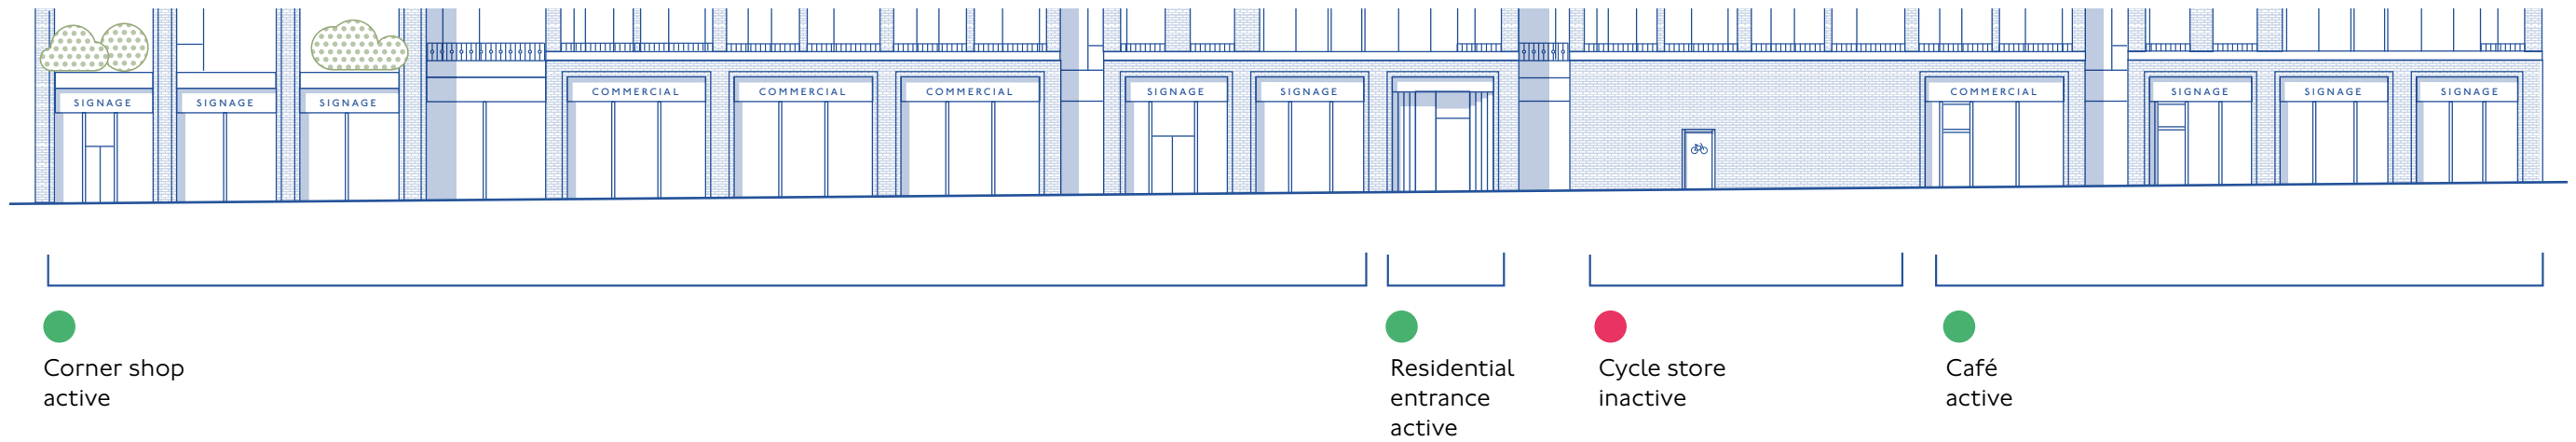 SIGNAGE
SIGNAGE
SIGNAGE
COMMERCIAL
COMMERCIAL
COMMERCIAL
SIGNAGE
SIGNAGE
COMMERCIAL
SIGNAGE
SIGNAGE
SIGNAGE
Corner shop
active
Residential
entrance
active
Cycle store
inactive
Café
active